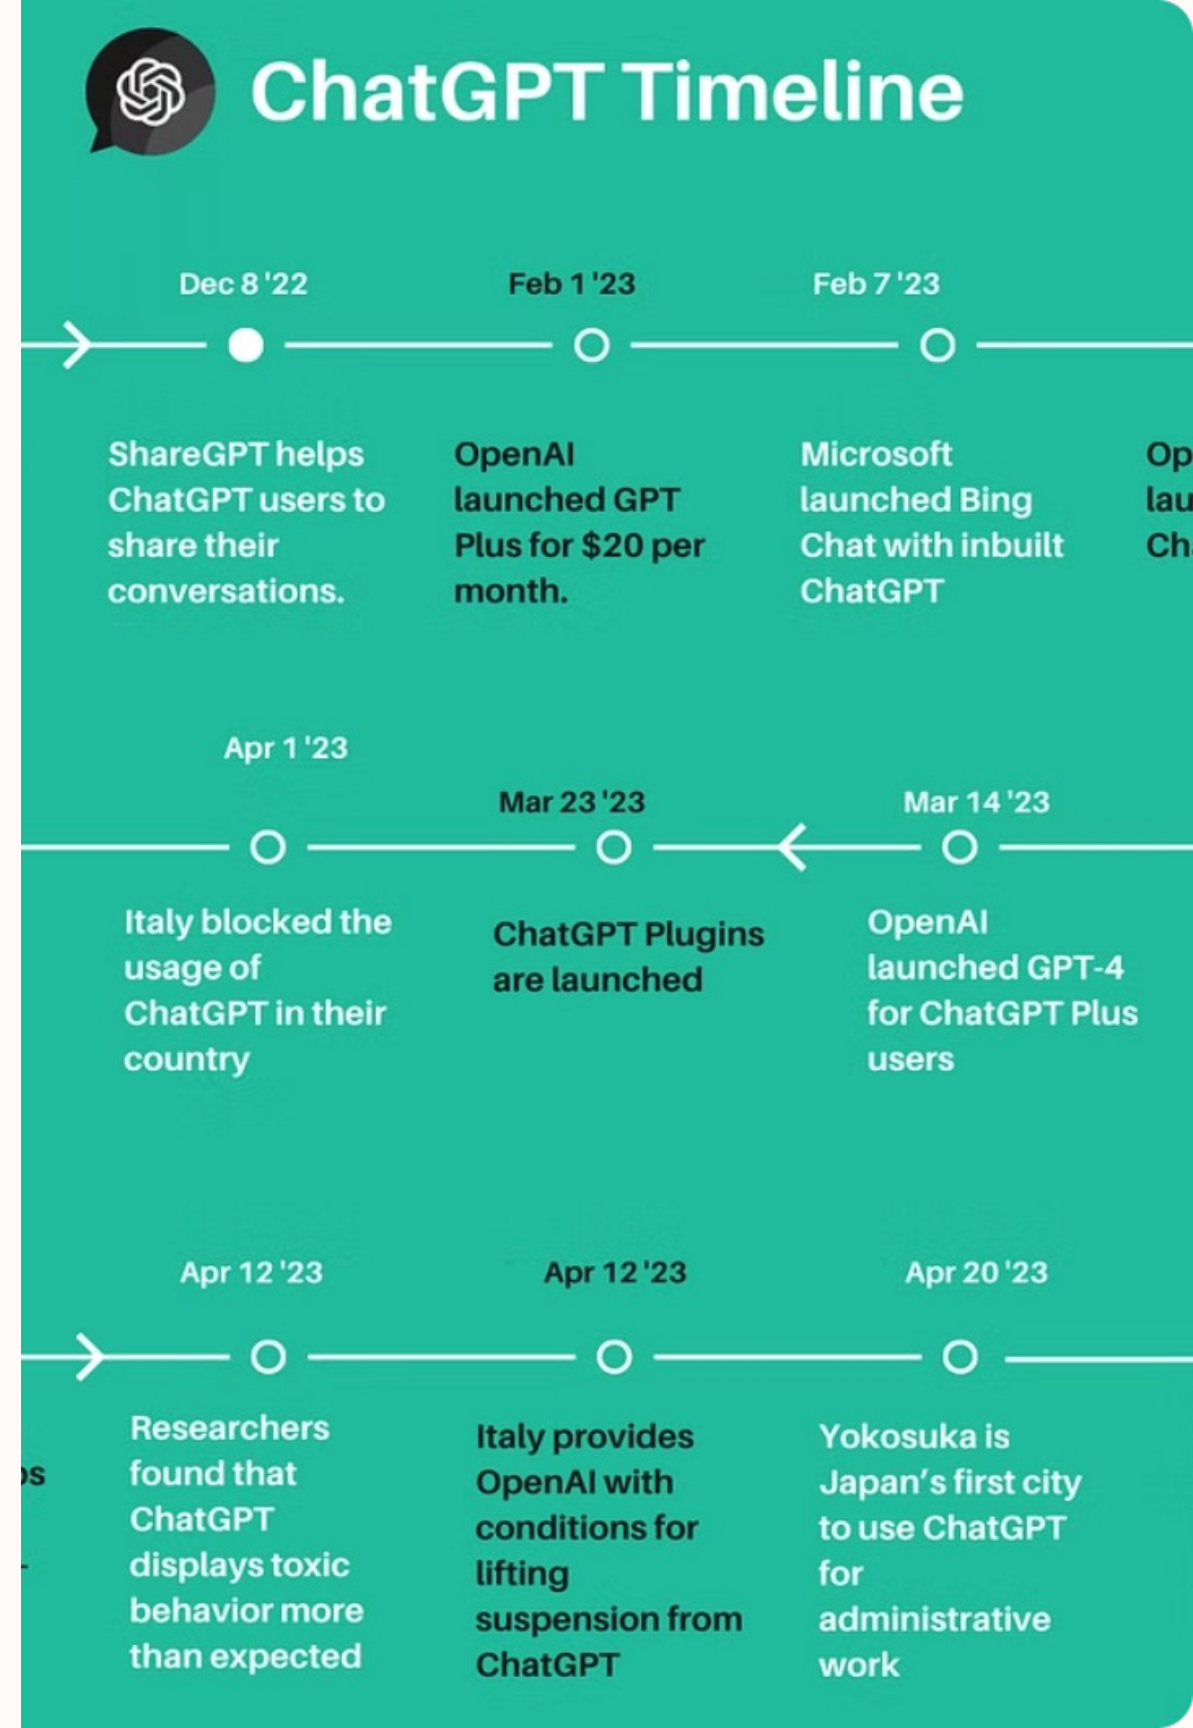 ChatGPT Timeline
Dec 8 '22
Feb 1 '23
Feb 7 '23
ShareGPT helps
ChatGPT users to
share their
conversations.
OpenAI
launched GPT
Plus for $20 per
month.
Microsoft
launched Bing
Chat with inbuilt
ChatGPT
Op
lau
Ch
Apr 1 '23
Mar 23 '23
Mar 14 '23
Italy blocked the
usage of
ChatGPT in their
country
ChatGPT Plugins
are launched
OpenAI
launched GPT-4
for ChatGPT Plus
users
Apr 12 '23
Apr 12 '23
Apr 20 '23
Researchers
found that
ChatGPT
displays toxic
behavior more
than expected
Italy provides
OpenAI with
conditions for
lifting
suspension from
ChatGPT
Yokosuka is
Japan's first city
to use ChatGPT
for
administrative
work